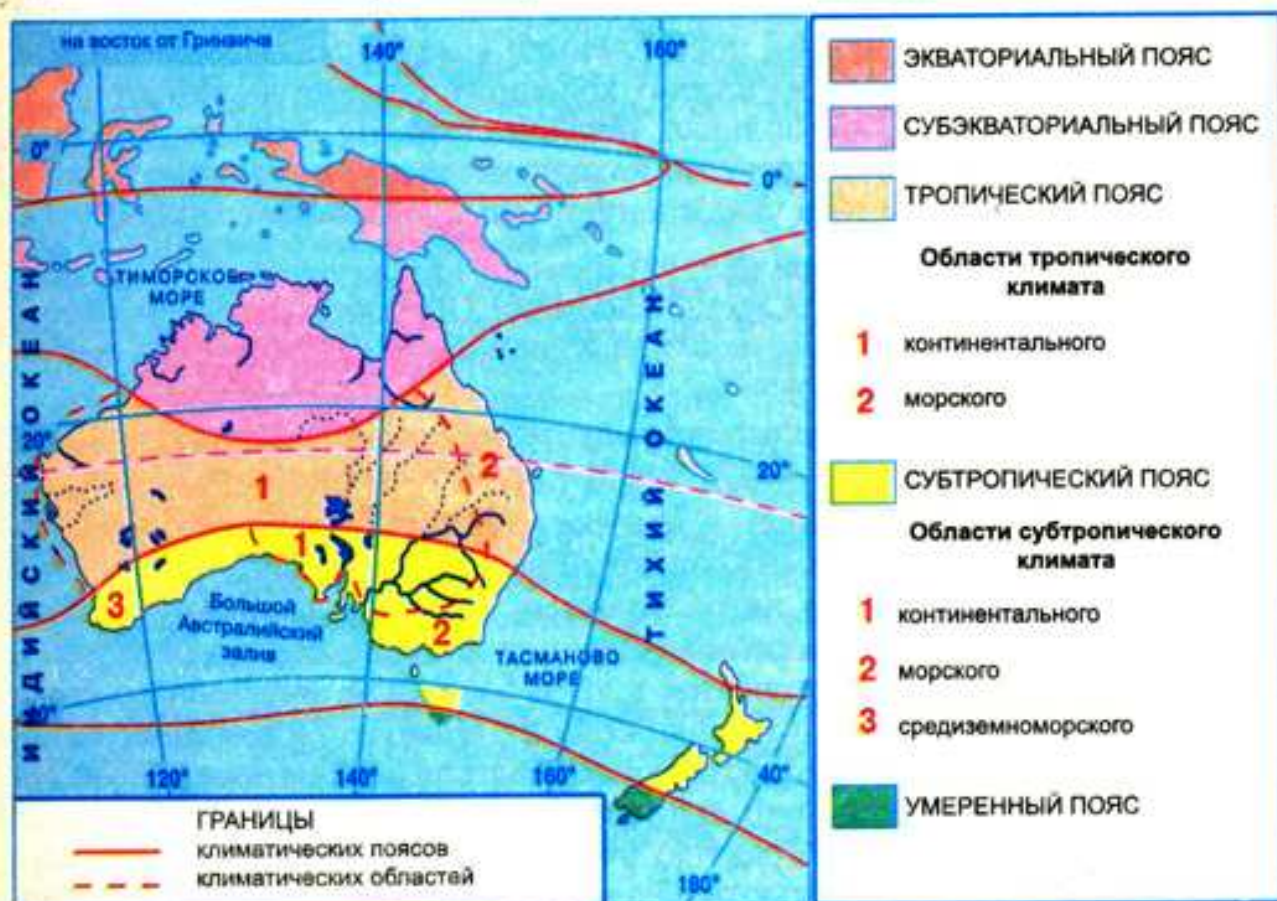 на восток от Гринвича
140°
160°
0°
0°
ТИМОРСКОЕ
МОРЕ
ИНДИЙСКИЙ ОКЕАН
ТИХИЙ ОКЕАН
20°
20°
1
2
1
3
2
Большой
Австралийский
залив
ТАСМАНОВО
МОРЕ
120°
140°
160°
40°
180°
ГРАНИЦЫ
климатических поясов
климатических областей
ЭКВАТОРИАЛЬНЫЙ ПОЯС
СУБЭКВАТОРИАЛЬНЫЙ ПОЯС
ТРОПИЧЕСКИЙ ПОЯС
Области тропического
климата
1 континентального
2 морского
СУБТРОПИЧЕСКИЙ ПОЯС
Области субтропического
климата
1 континентального
2 морского
3 средиземноморского
УМЕРЕННЫЙ ПОЯС